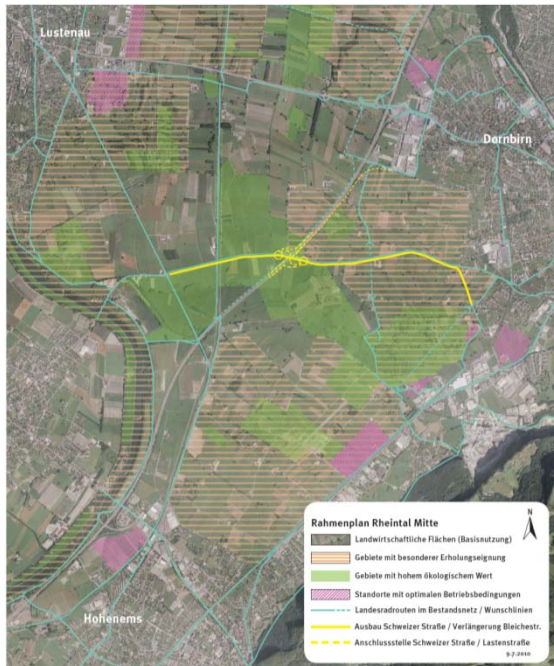 Lustenau
Dornbirn
Hohenems
Rahmenplan Rheintal Mitte
N
Landwirtschaftliche Flächen (Basisnutzung)
Gebiete mit besonderer Erholungseignung
Gebiete mit hohem ökologischem Wert
Standorte mit optimalen Betriebsbedingungen
Landesradrouten im Bestandsnetz / Wunschlinien
Ausbau Schweizer Straße / Verlängerung Bleichestr.
Anschlussstelle Schweizer Straße / Lastenstraße
9.7.2010